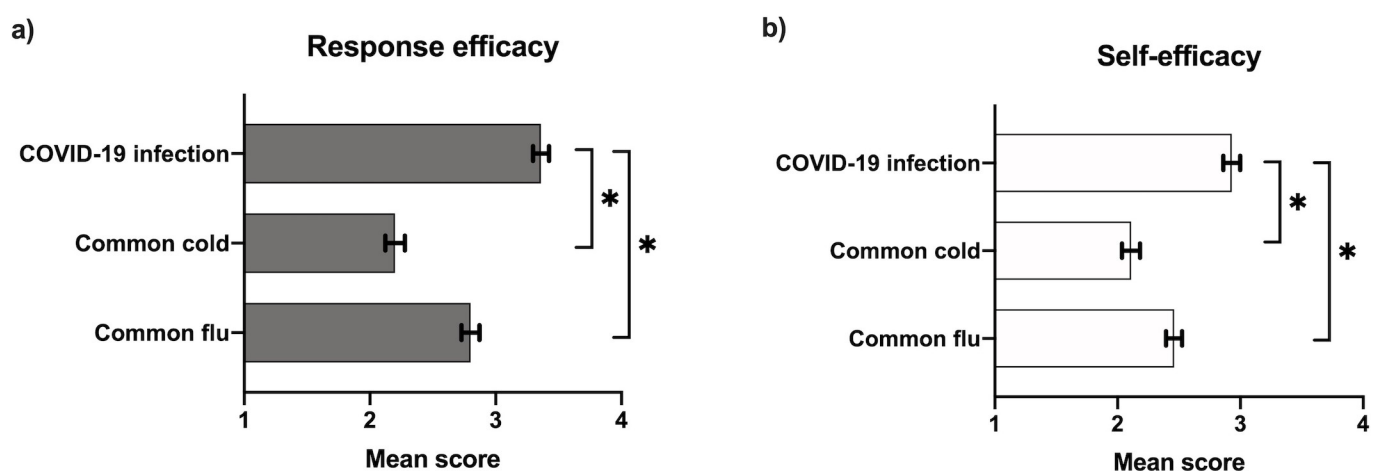 a)
Response efficacy
COVID-19 infection
Common cold
Common flu
*
*
1 2 3 4
Mean score
b)
Self-efficacy
COVID-19 infection
Common cold
Common flu
*
*
1 2 3 4
Mean score